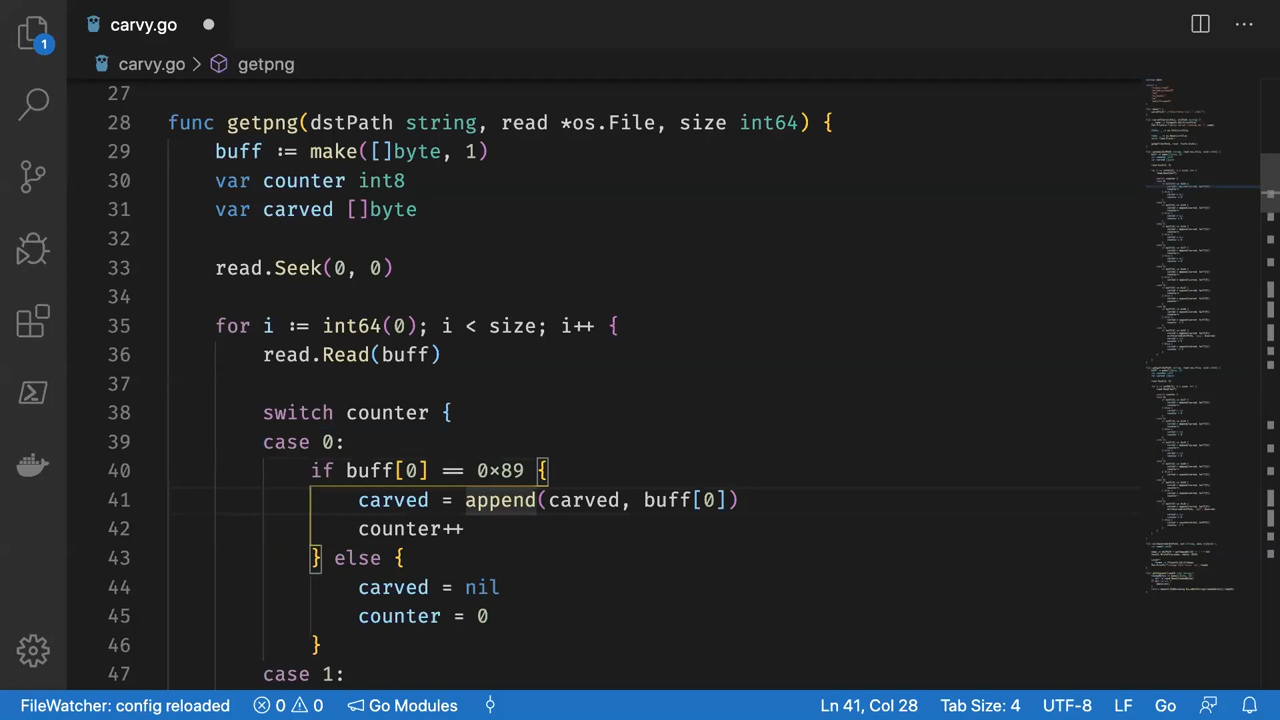 1
carvy.go
carvy.go > getpng
27
28 func getpng(dstPath string, read *os.File, size int64) {
29 buff := make([]byte, )
30 var counter int8
31 var carved []byte
32
33 read.Seek(0, 0)
34
35 for i := int64(0); i size; i++ {
36 read.Read(buff)
37
38 switch counter {
39 case 0:
40 if buff[0] == 0×89 {
41 carved = append(carved, buff[0])
42 counter++
43 } else {
44 carved = nil
45 counter = 0
46 }
47 case 1:
FileWatcher: config reloaded 0 0 Go Modules Ln 41, Col 28 Tab Size: 4 UTF-8 LF Go